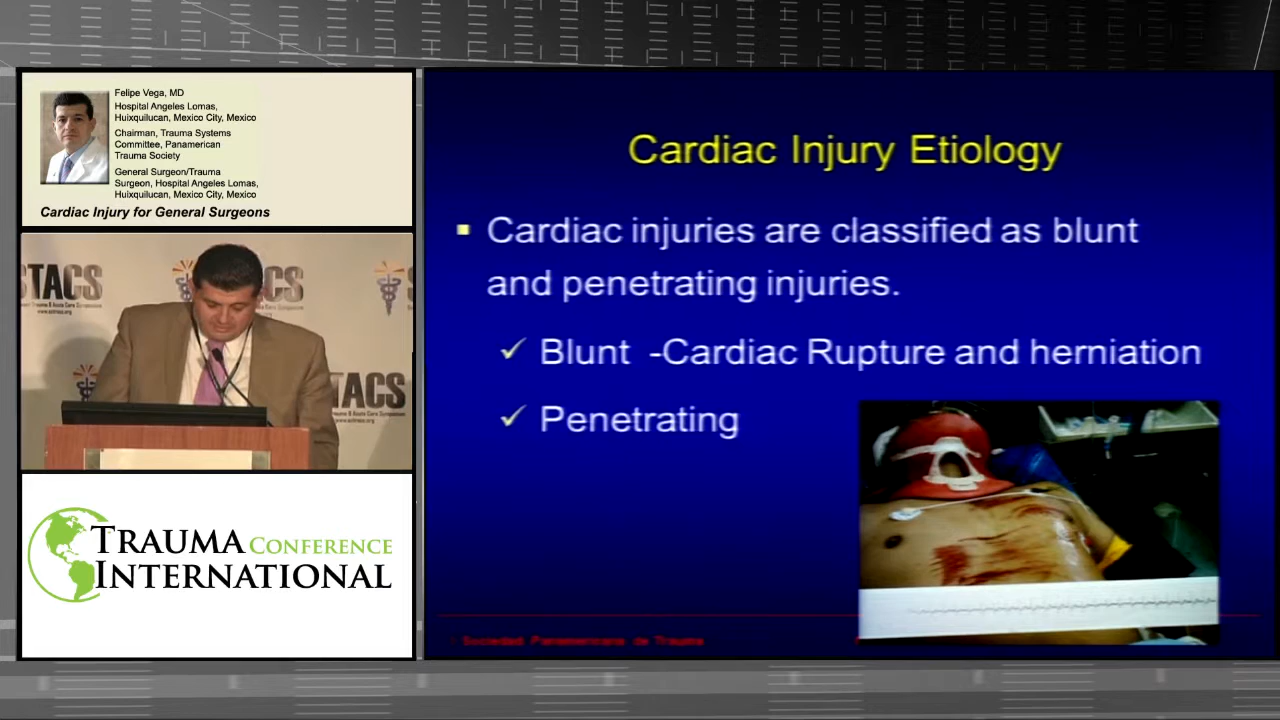 Felipe Vega, MD
Hospital Angeles Lomas,
Huixquilucan, Mexico City, Mexico
Chairman, Trauma Systems
Committee, Panamerican
Trauma Society
General Surgeon/Trauma
Surgeon, Hospital Angeles Lomas,
Huixquilucan, Mexico City, Mexico
Cardiac Injury for General Surgeons
STACS
CS
TACS
TRAUMA CONFERENCE
INTERNATIONAL
Cardiac Injury Etiology
▪ Cardiac injuries are classified as blunt
and penetrating injuries.
✓ Blunt -Cardiac Rupture and herniation
✓ Penetrating
Sociedad Panamericana de Trauma